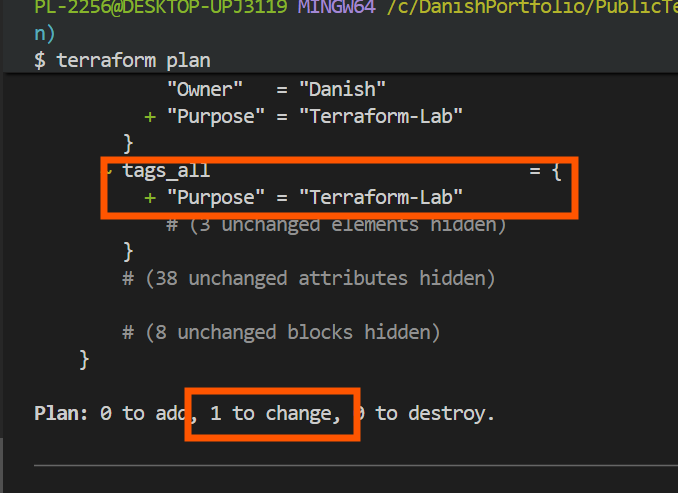 PL-2256@DESKTOP-UPJ3119 MINGW64 /c/DanishPortfolio/PublicTe
n)
$ terraform plan
"Owner" = "Danish"
+ "Purpose" = "Terraform-Lab"
}
~ tags_all = {
+ "Purpose" = "Terraform-Lab"
# (3 unchanged elements hidden)
}
# (38 unchanged attributes hidden)
# (8 unchanged blocks hidden)
}
Plan: 0 to add, 1 to change, 0 to destroy.